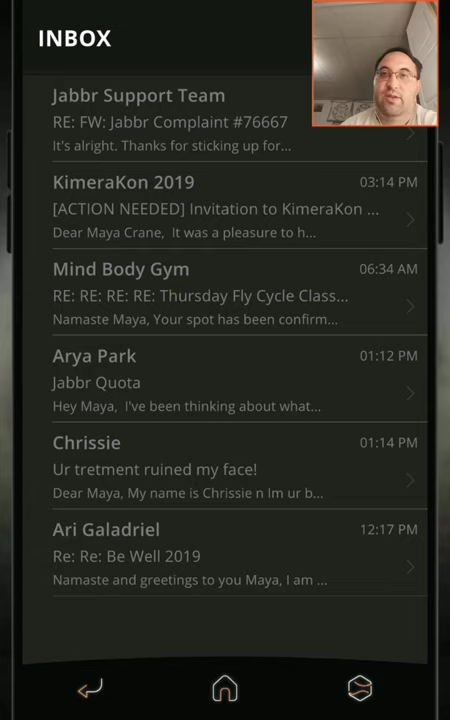 INBOX
Jabbr Support Team
RE: FW: Jabbr Complaint #76667
It's alright. Thanks for sticking up for...
KimeraKon 2019 03:14 PM
[ACTION NEEDED] Invitation to KimeraKon ...
Dear Maya Crane, It was a pleasure to h...
Mind Body Gym 06:34 AM
RE: RE: RE: RE: Thursday Fly Cycle Class...
Namaste Maya, Your spot has been confirm...
Arya Park 01:12 PM
Jabbr Quota
Hey Maya, I've been thinking about what...
Chrissie 01:14 PM
Ur tretment ruined my face!
Dear Maya, My name is Chrissie n Im ur b...
Ari Galadriel 12:17 PM
Re: Re: Be Well 2019
Namaste and greetings to you Maya, I am ...